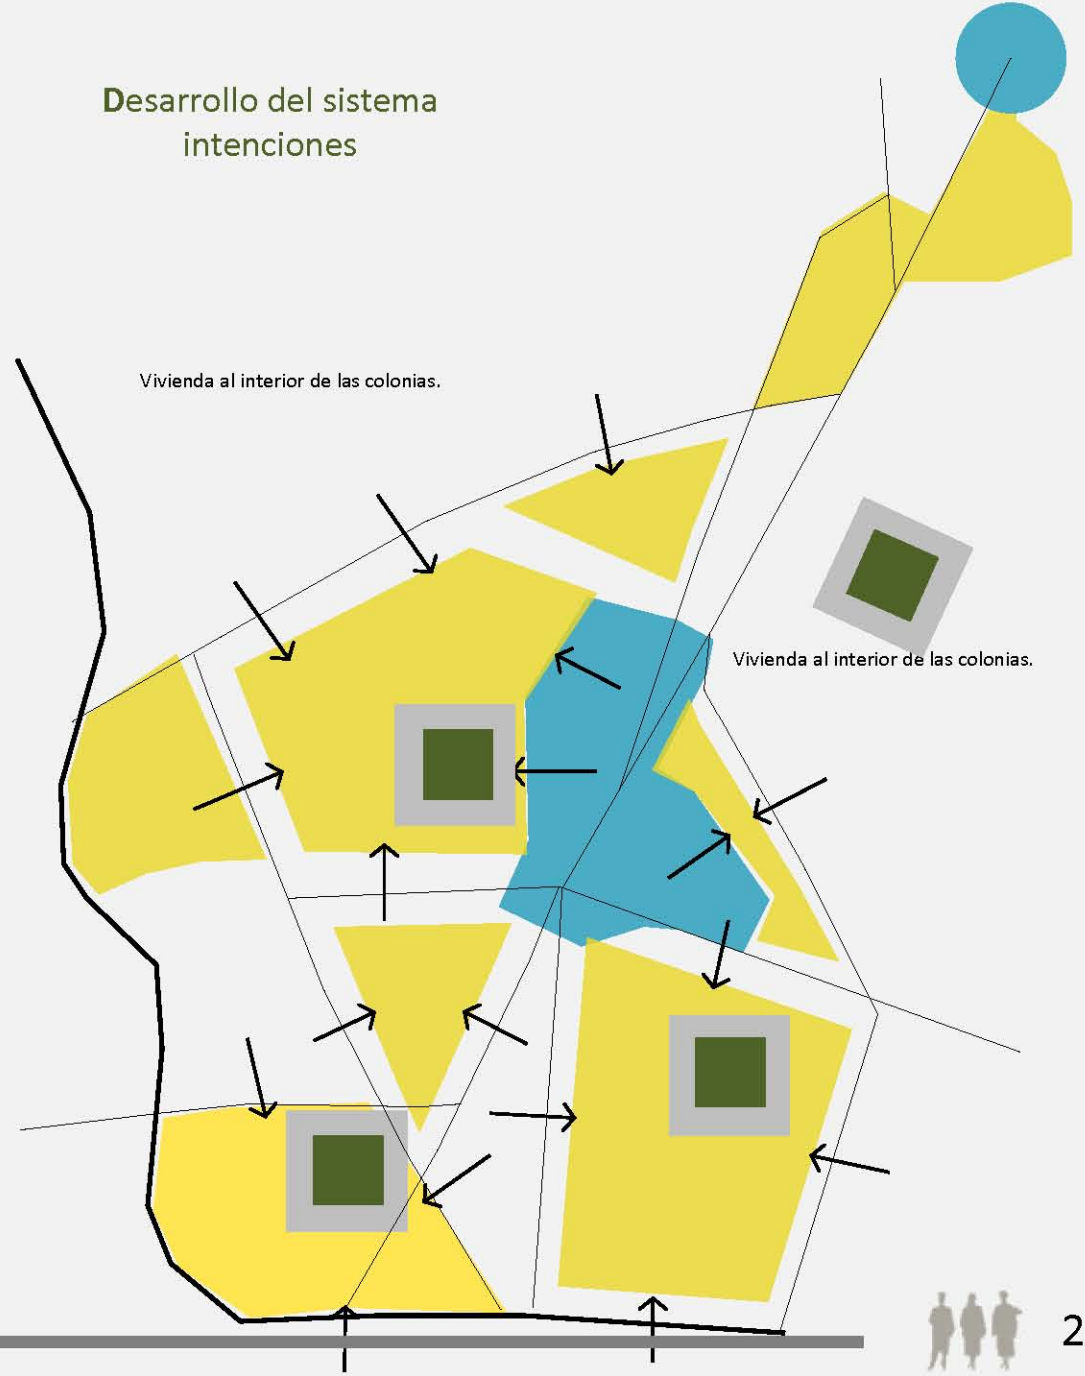 Desarrollo del sistema
intenciones
Vivienda al interior de las colonias.
Vivienda al interior de las colonias.
2